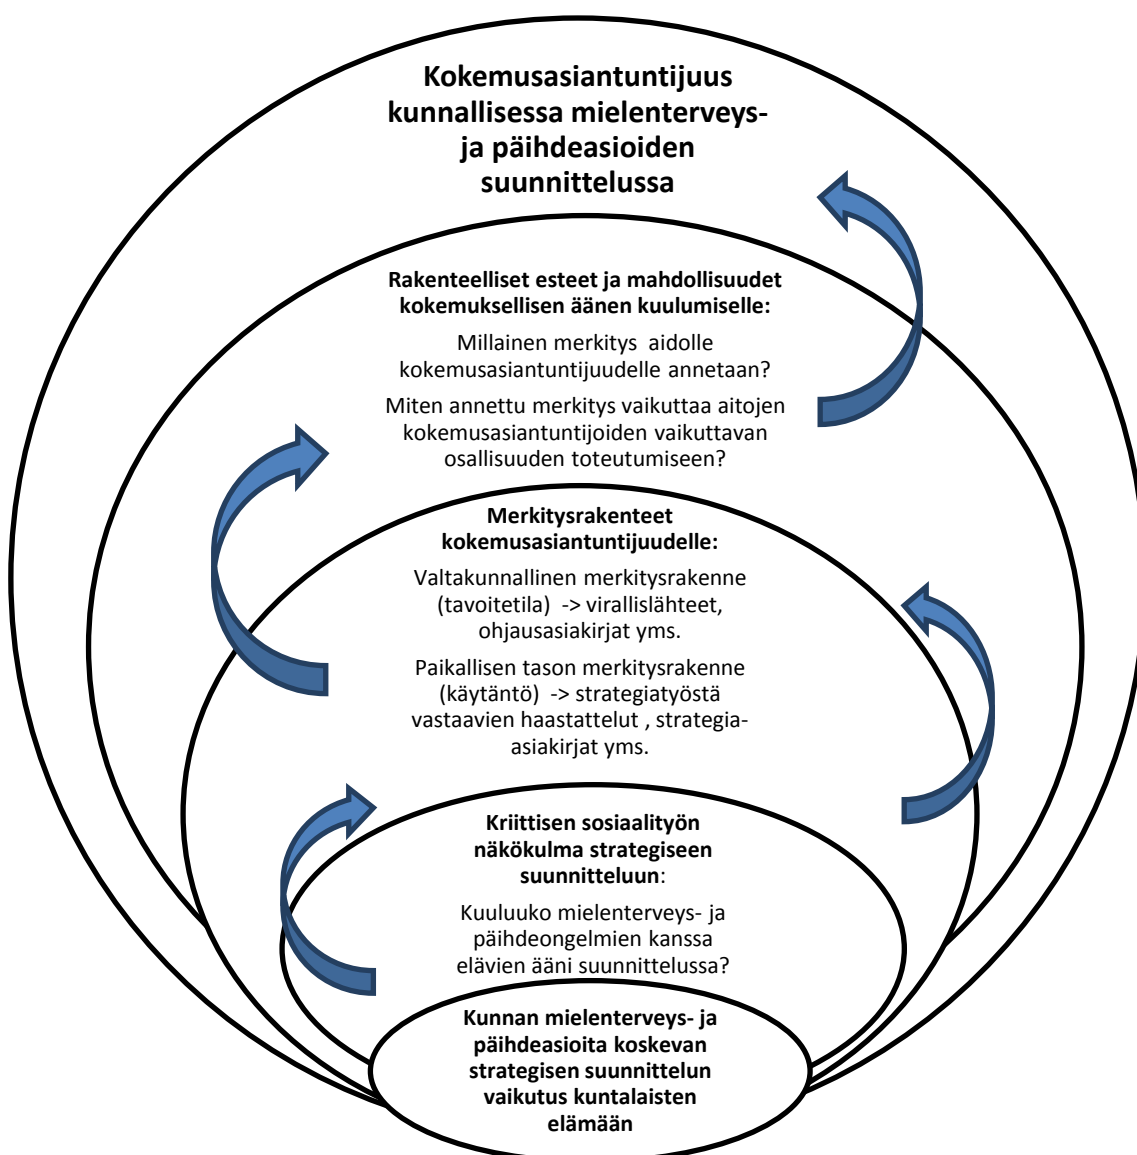 Kokemusasiantuntijuus
kunnallisessa mielenterveys-
ja päihdeasioiden
suunnittelussa
Rakenteelliset esteet ja mahdollisuudet
kokemuksellisen äänen kuulumiselle:
Millainen merkitys aidolle
kokemusasiantuntijuudelle annetaan?
Miten annettu merkitys vaikuttaa aitojen
kokemusasiantuntijoiden vaikuttavan
osallisuuden toteutumiseen?
Merkitysrakenteet
kokemusasiantuntijuudelle:
Valtakunnallinen merkitysrakenne
(tavoitetila) -> virallislähteet,
ohjausasiakirjat yms.
Paikallisen tason merkitysrakenne
(käytäntö) -> strategiatyöstä
vastaavien haastattelut , strategia-
asiakirjat yms.
Kriittisen sosiaalityön
näkökulma strategiseen
suunnitteluun:
Kuuluuko mielenterveys- ja
päihdeongelmien kanssa
elävien ääni suunnittelussa?
Kunnan mielenterveys- ja
päihdeasioita koskevan
strategisen suunnittelun
vaikutus kuntalaisten
elämään